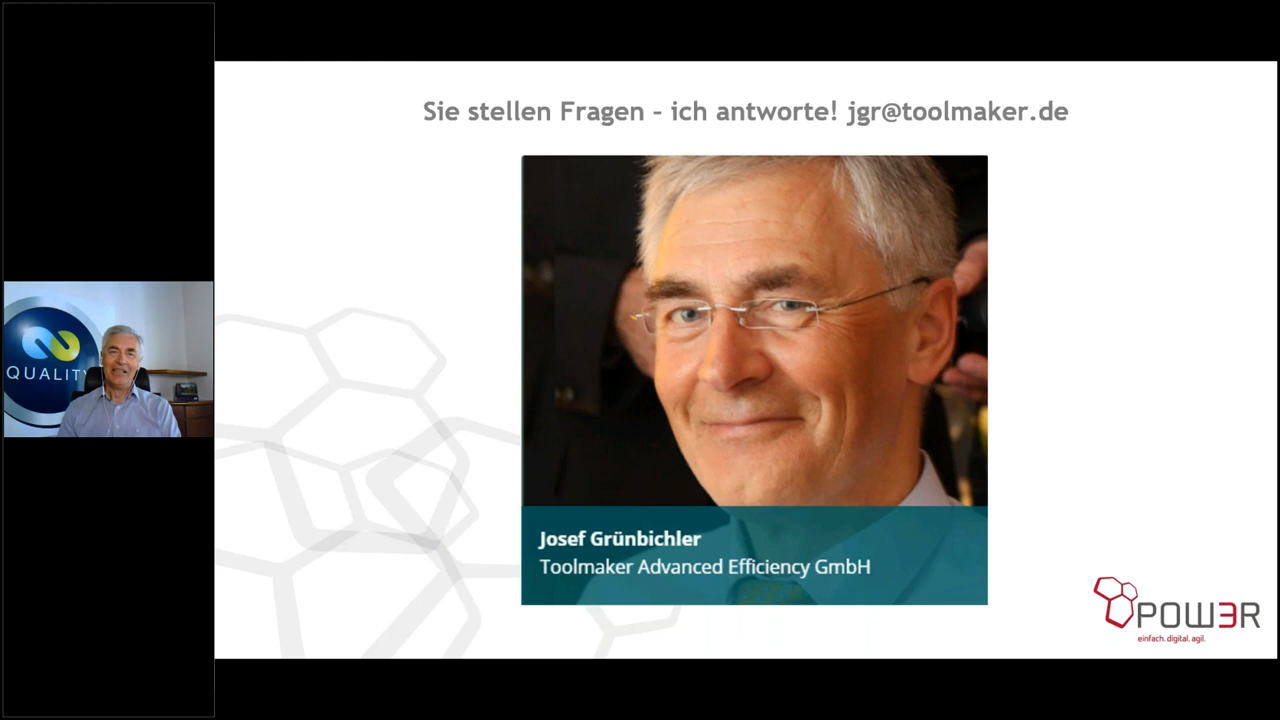 Sie stellen Fragen – ich antworte! jgr@toolmaker.de
QUALITY
Josef Grünbichler
Toolmaker Advanced Efficiency GmbH
POW3R
einfach. digital. agil.